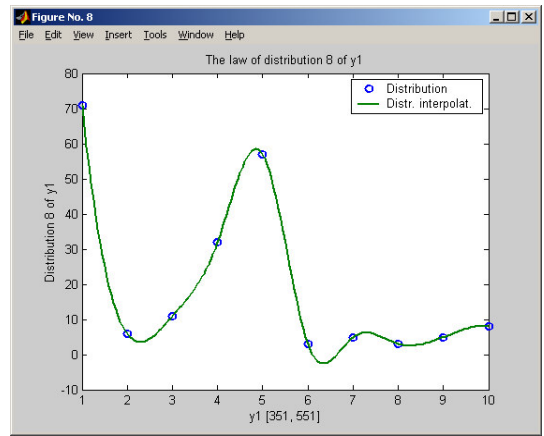 Figure No. 8
File Edit View Insert Tools Window Help
The law of distribution 8 of y1
Distribution
Distr. interpolat.
Distribution 8 of y1
80
70
60
50
40
30
20
10
0
-10
1 2 3 4 5 6 7 8 9 10
y1 [351, 551]